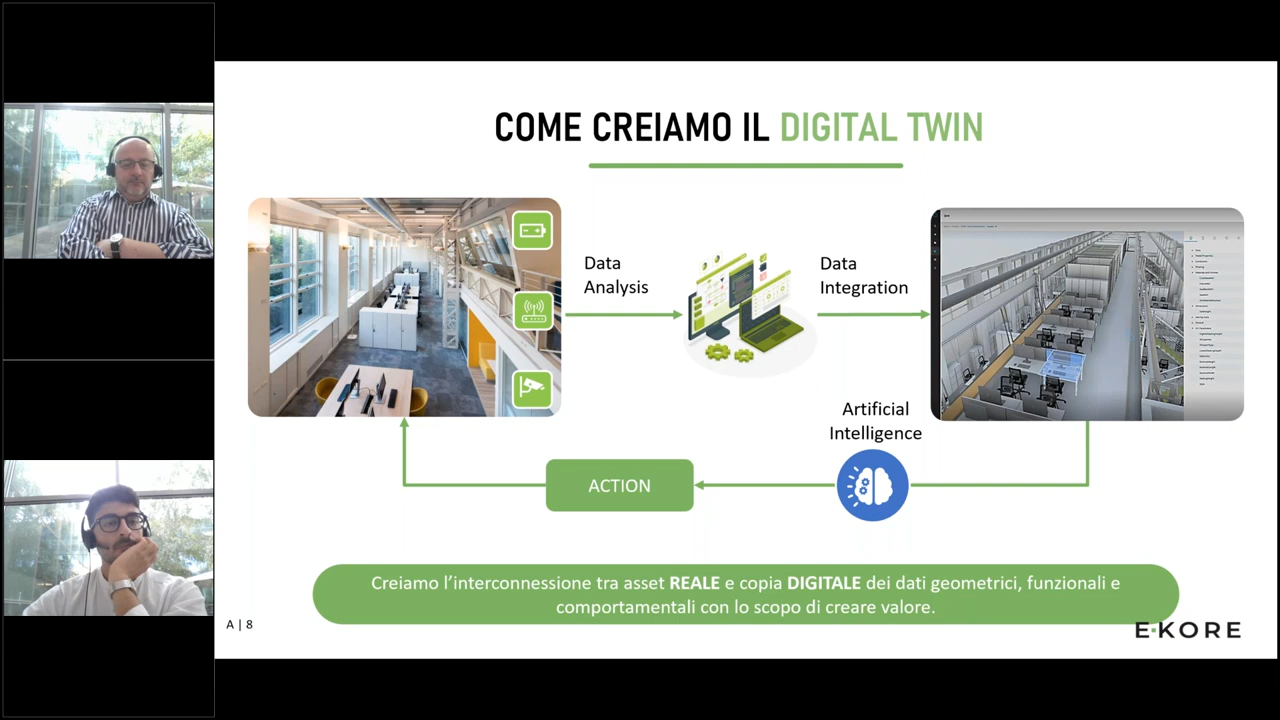 COME CREIAMO IL DIGITAL TWIN
Data
Analysis
Data
Integration
Artificial
Intelligence
ACTION
Creiamo l'interconnessione tra asset REALE e copia DIGITALE dei dati geometrici, funzionali e
comportamentali con lo scopo di creare valore.
A | 8
E·KORE